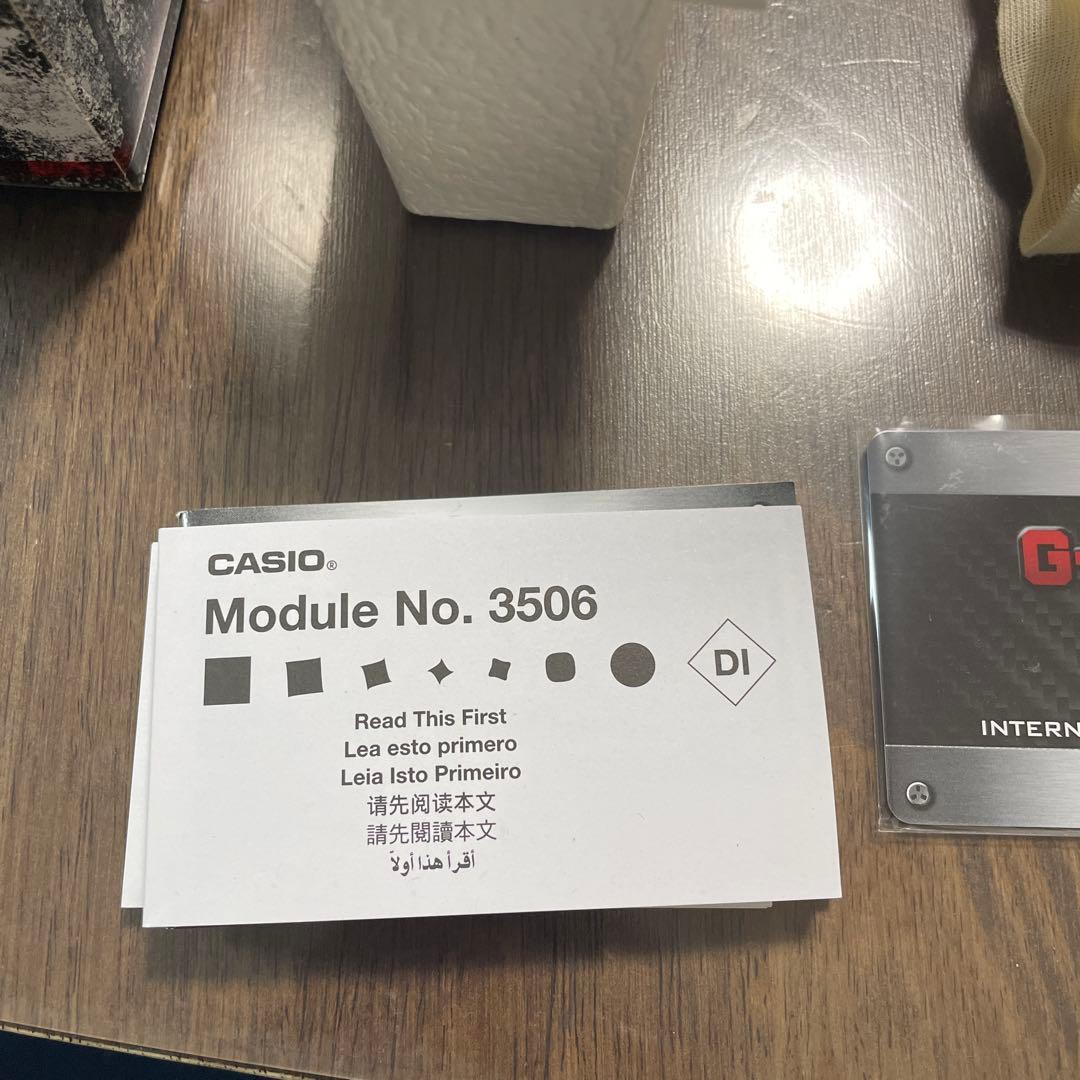 CASIO®
Module No. 3506
DI
Read This First
Lea esto primero
Leia Isto Primeiro
请先阅读本文
請先閱讀本文
أقرأ هذا أولاً
G-
INTERN